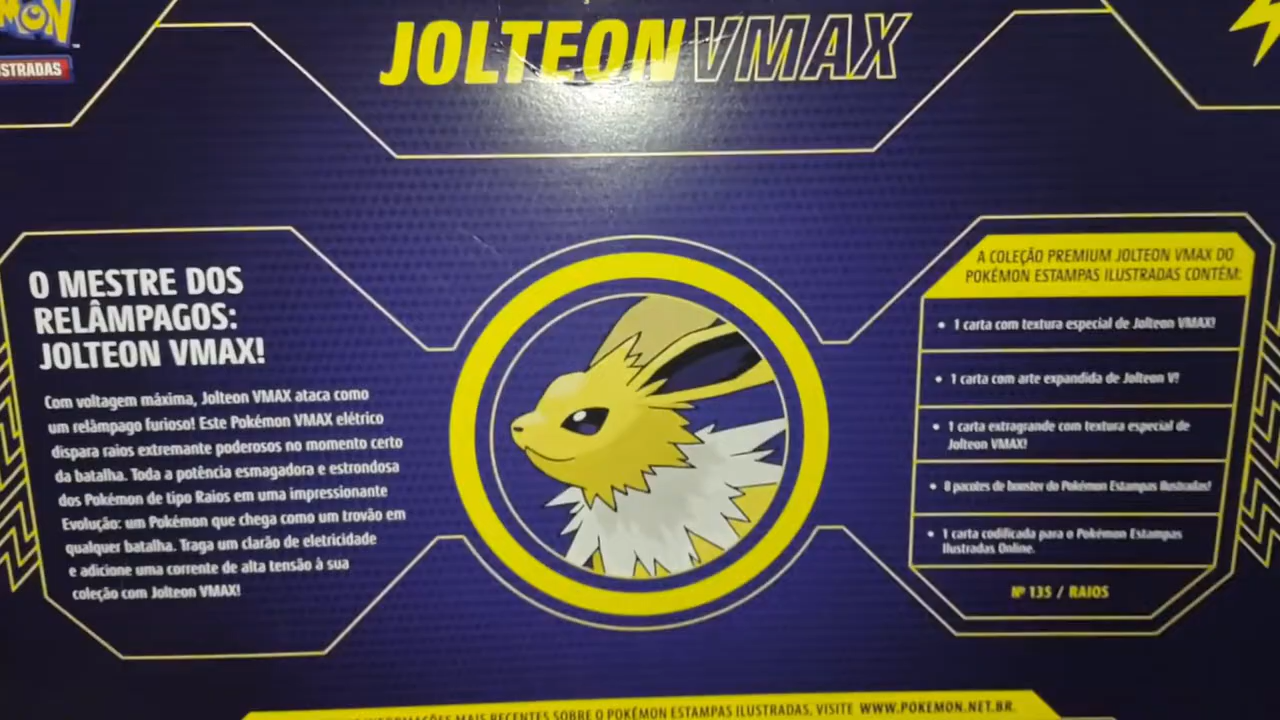 MON
STRADAS
JOLTEON VMAX
O MESTRE DOS
RELÂMPAGOS:
JOLTEON VMAX!
Com voltagem máxima, Jolteon VMAX ataca como
um relâmpago furioso! Este Pokémon VMAX elétrico
dispara raios extremante poderosos no momento certo
da batalha. Toda a potência esmagadora e estrondosa
dos Pokémon de tipo Raios em uma impressionante
Evolução: um Pokémon que chega como um trovão em
qualquer batalha. Traga um clarão de eletricidade
e adicione uma corrente de alta tensão à sua
coleção com Jolteon VMAX!
A COLEÇÃO PREMIUM JOLTEON VMAX DO
POKÉMON ESTAMPAS ILUSTRADAS CONTÉM:
• 1 carta com textura especial de Jolteon VMAX!
• 1 carta com arte expandida de Jolteon V!
• 1 carta extragrande com textura especial de
Jolteon VMAX!
• 8 pacotes de booster do Pokémon Estampas Ilustradas!
• 1 carta codificada para o Pokémon Estampas
Ilustradas Online.
Nº 135 / RAIOS
INFORMAÇÕES MAIS RECENTES SOBRE O POKÉMON ESTAMPAS ILUSTRADAS, VISITE WWW.POKEMON.NET.BR.